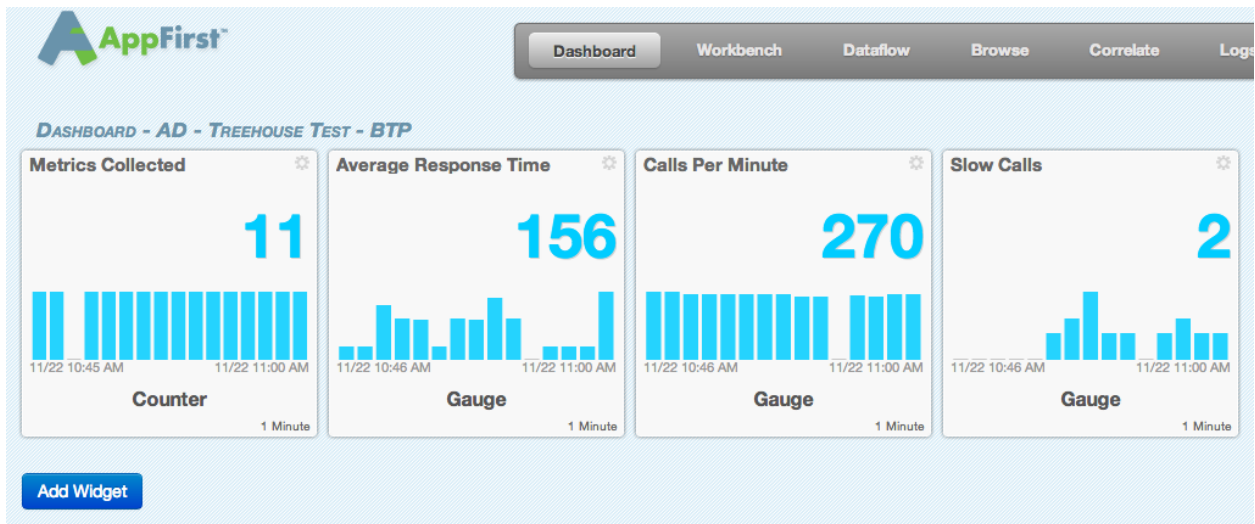 AppFirst™
Dashboard Workbench Dataflow Browse Correlate Logs
DASHBOARD - AD - TREEHOUSE TEST - BTP
Metrics Collected
11
11/22 10:45 AM 11/22 11:00 AM
Counter
1 Minute
Average Response Time
156
11/22 10:46 AM 11/22 11:00 AM
Gauge
1 Minute
Calls Per Minute
270
11/22 10:46 AM 11/22 11:00 AM
Gauge
1 Minute
Slow Calls
2
11/22 10:46 AM 11/22 11:00 AM
Gauge
1 Minute
Add Widget